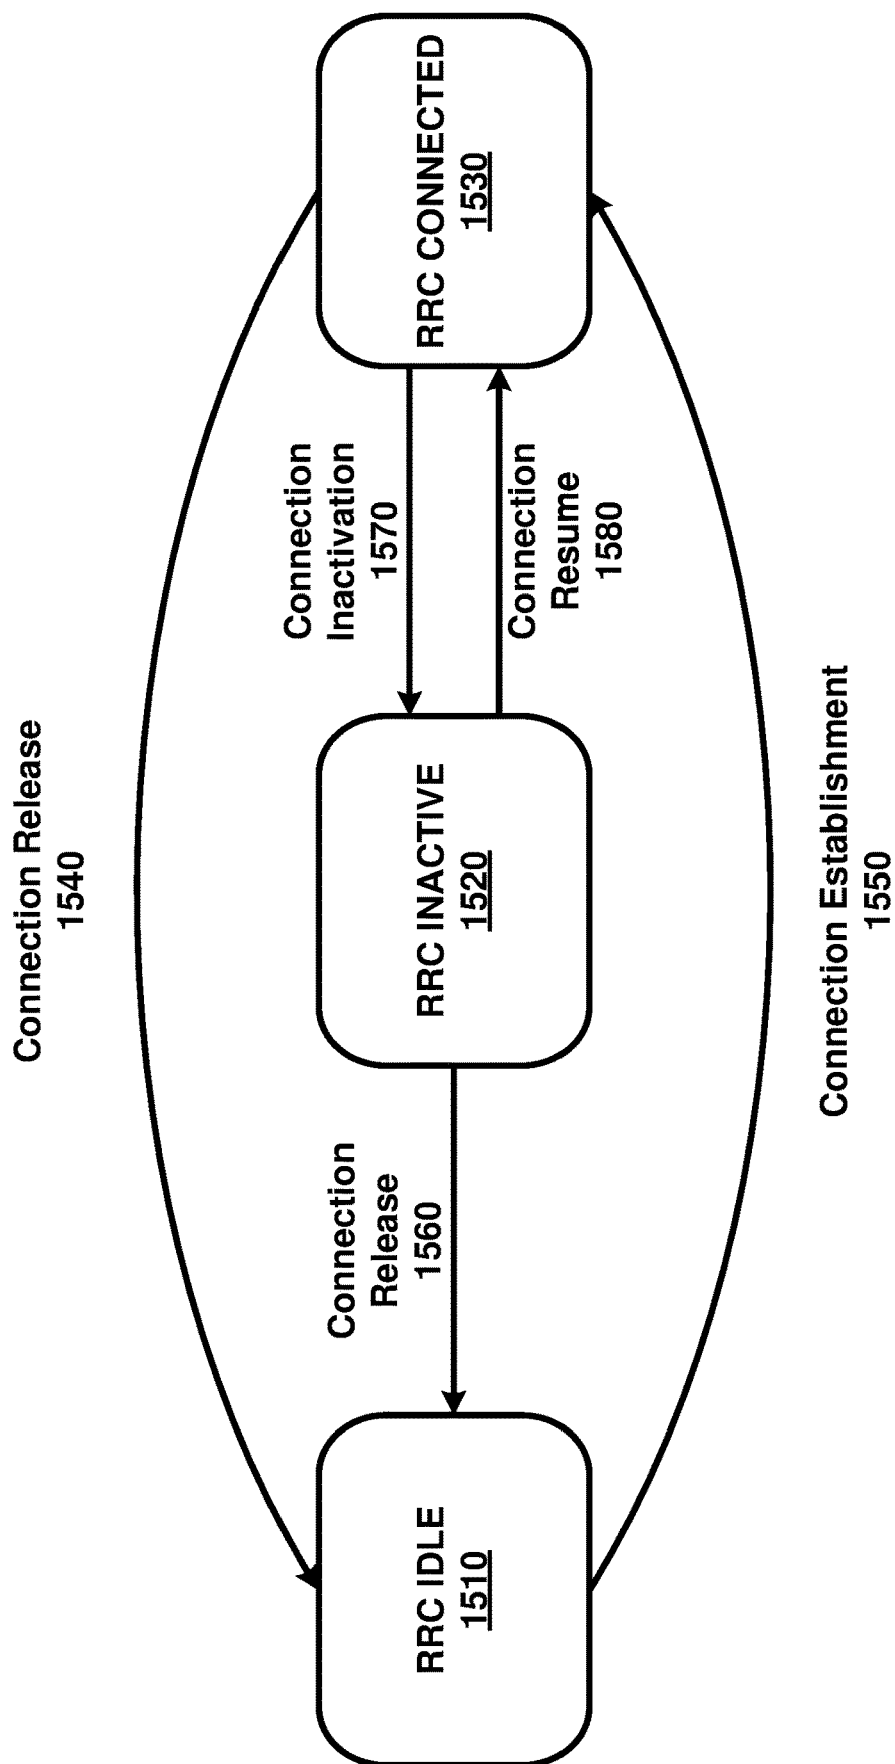 Connection Release
1540
RRC IDLE
1510
Connection
Release
1560
RRC INACTIVE
1520
Connection
Inactivation
1570
Connection
Resume
1580
RRC CONNECTED
1530
Connection Establishment
1550